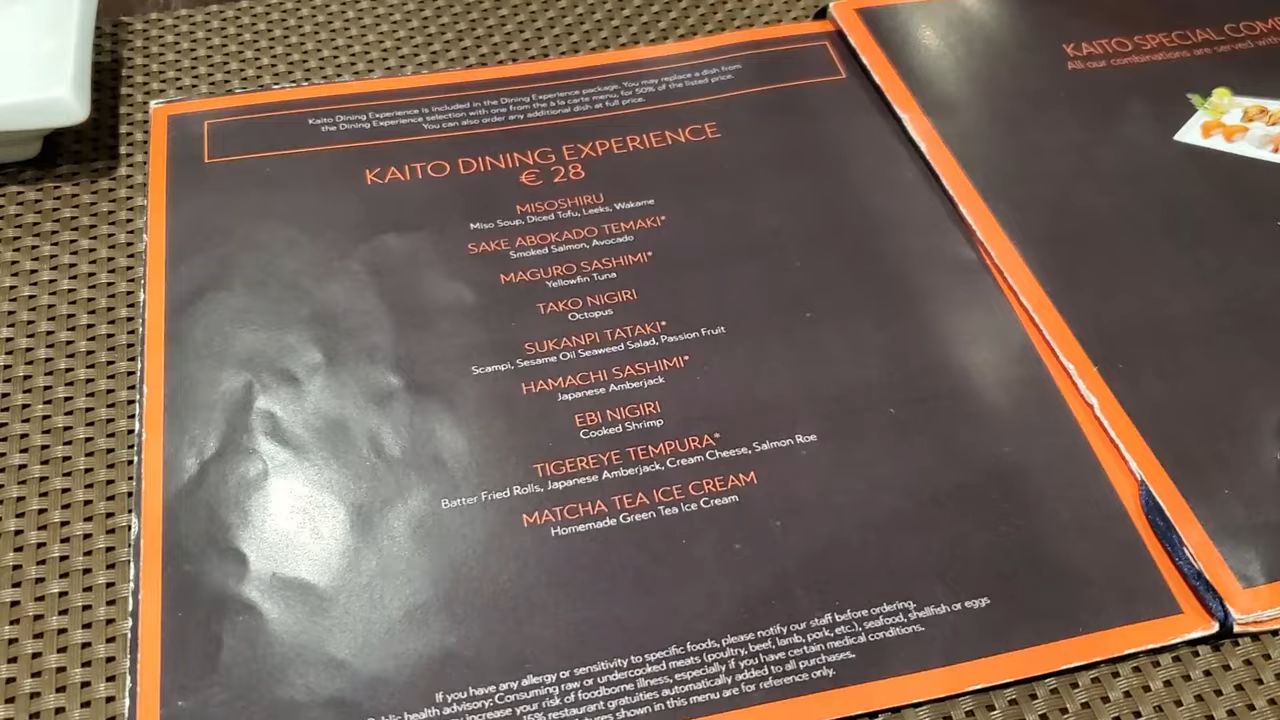 Kaito Dining Experience is included in the Dining Experience package. You may replace a dish from
the Dining Experience selection with one from the à la carte menu, for 50% of the listed price.
You can also order any additional dish at full price.
KAITO DINING EXPERIENCE
€ 28
MISOSHIRU
Miso Soup, Diced Tofu, Leeks, Wakame
SAKE ABOKADO TEMAKI*
Smoked Salmon, Avocado
MAGURO SASHIMI*
Yellowfin Tuna
TAKO NIGIRI
Octopus
SUKANPI TATAKI*
Scampi, Sesame Oil Seaweed Salad, Passion Fruit
HAMACHI SASHIMI*
Japanese Amberjack
EBI NIGIRI
Cooked Shrimp
TIGEREYE TEMPURA*
Batter Fried Rolls, Japanese Amberjack, Cream Cheese, Salmon Roe
MATCHA TEA ICE CREAM
Homemade Green Tea Ice Cream
If you have any allergy or sensitivity to specific foods, please notify our staff before ordering.
health advisory: Consuming raw or undercooked meats (poultry, beef, lamb, pork, etc.), seafood, shellfish or eggs
increase your risk of foodborne illness, especially if you have certain medical conditions.
15% restaurant gratuities automatically added to all purchases.
shown in this menu are for reference only.
KAITO SPECIAL
All our combinations are served